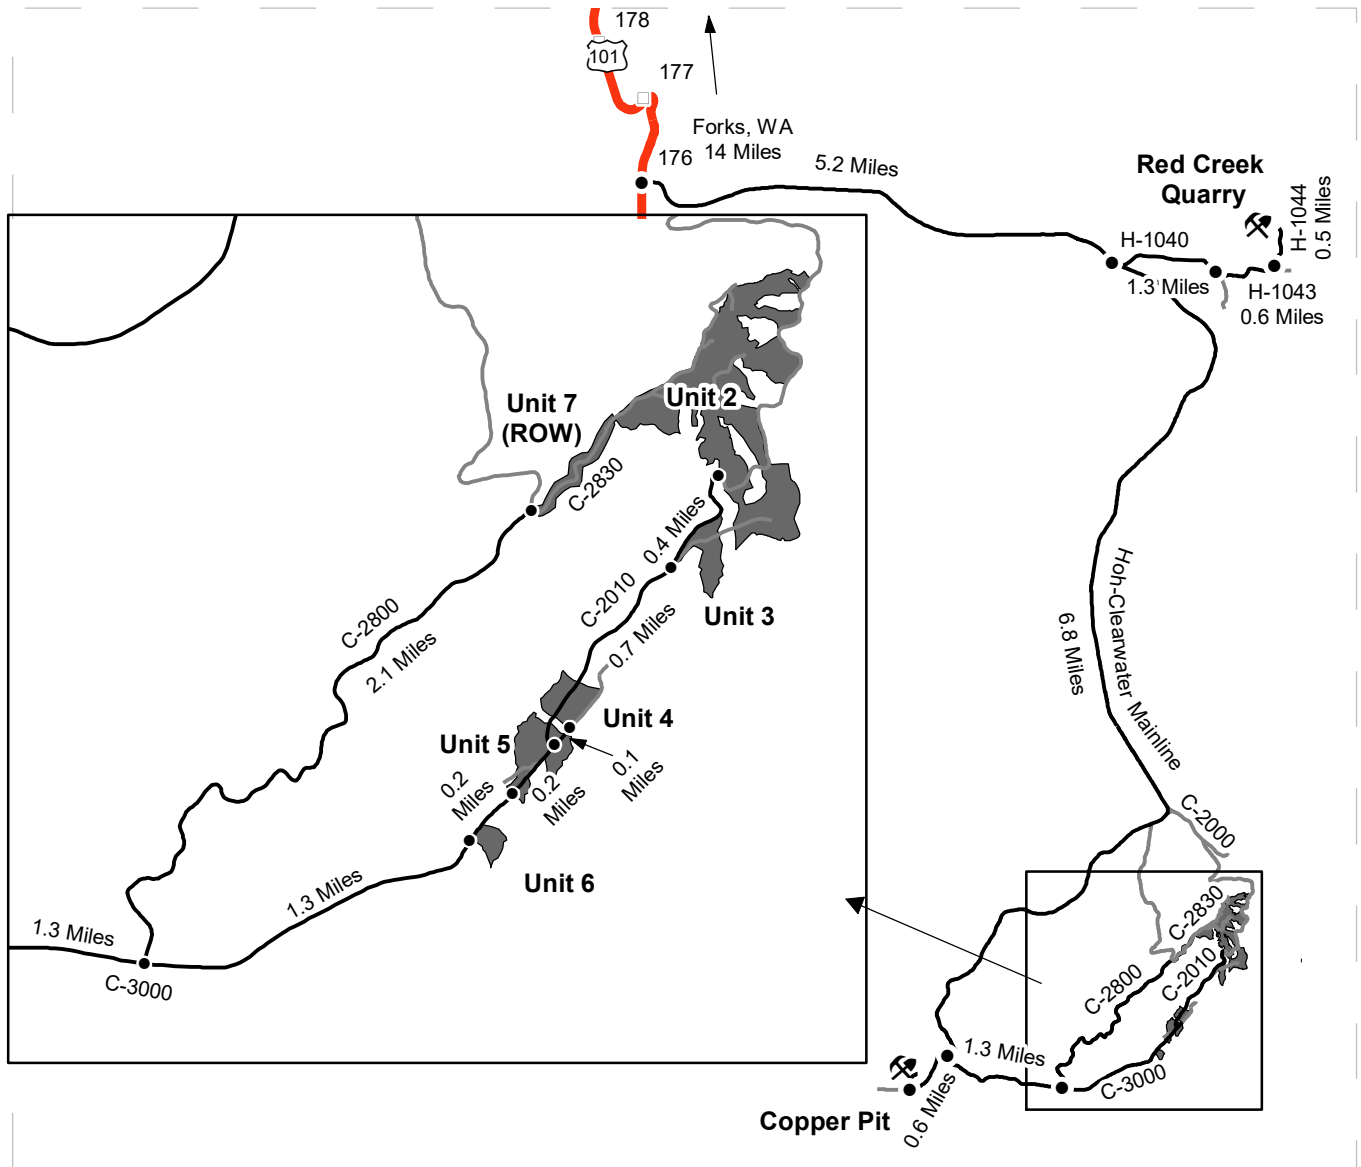 178
101
177
Forks, WA
14 Miles
176
5.2 Miles
Red Creek
Quarry
H-1044
0.5 Miles
H-1040
1.3 Miles
H-1043
0.6 Miles
Unit 2
Unit 7
(ROW)
C-2830
0.4 Miles
C-2010
0.7 Miles
Unit 3
C-2800
2.1 Miles
Hoh-Clearwater Mainline
6.8 Miles
Unit 4
Unit 5
0.1
Miles
0.2
Miles
0.2
Miles
Unit 6
1.3 Miles
1.3 Miles
C-3000
C-2000
C-2830
C-2010
C-2800
1.3 Miles
C-3000
0.6 Miles
Copper Pit